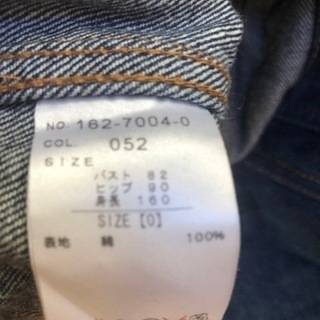 NO. 162-7004-0
COL. 052
SIZE
バスト 82
ヒップ 90
身長 160
SIZE [0]
表地 綿 100%